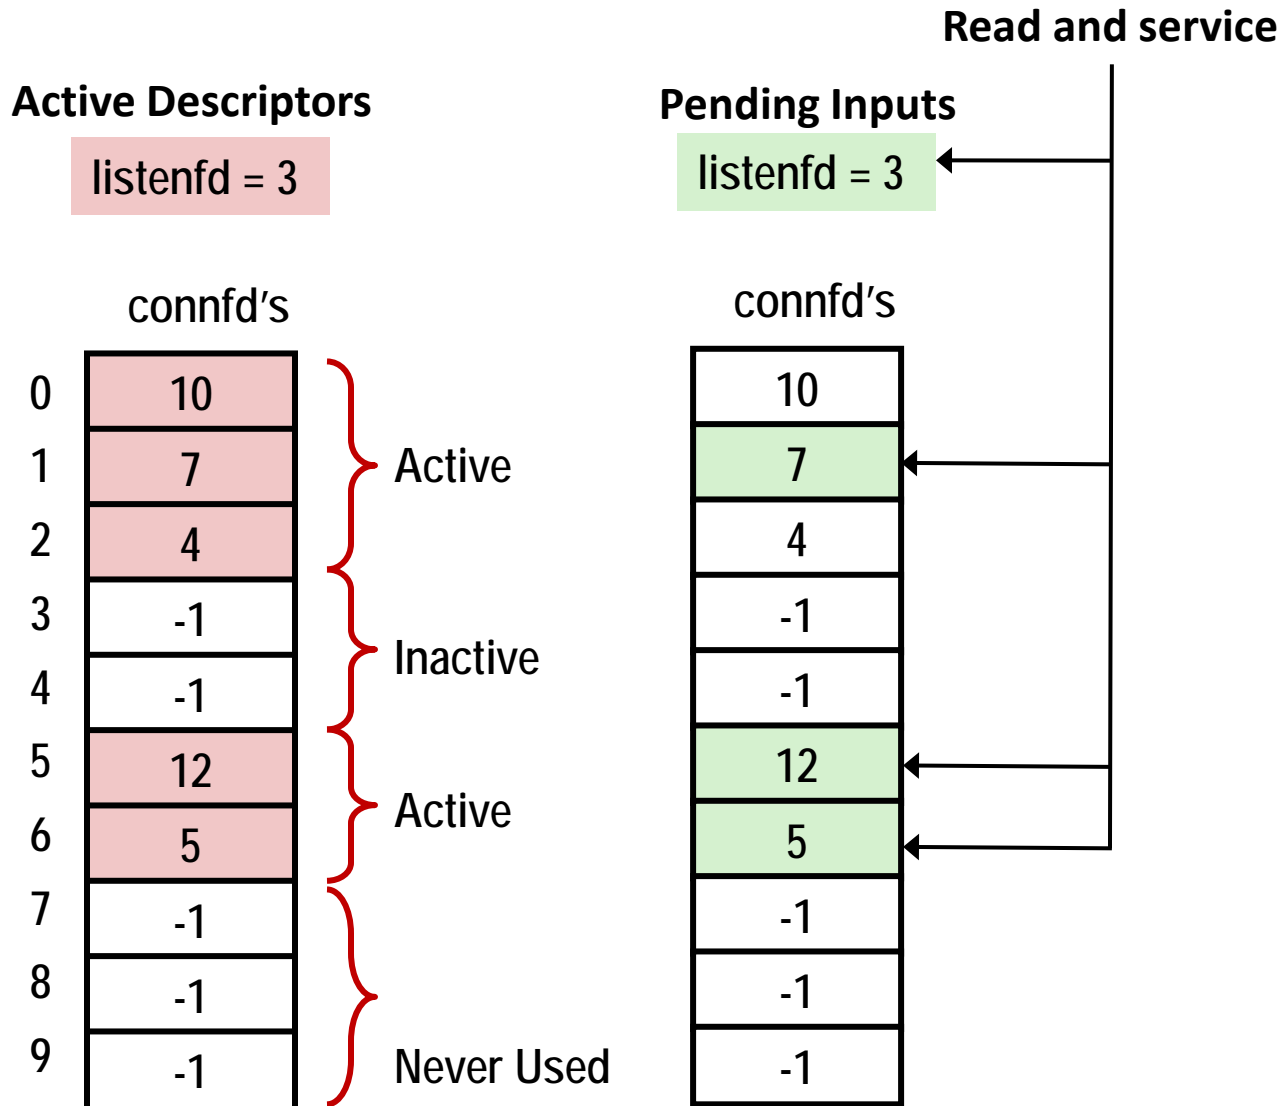 Read and service
Active Descriptors
Pending Inputs
listenfd = 3
listenfd = 3
connfd's
connfd's
0 10 10
1 7 Active 7
2 4 4
3 -1 -1
4 -1 Inactive -1
5 12 12
6 5 Active 5
7 -1 -1
8 -1 -1
9 -1 Never Used -1